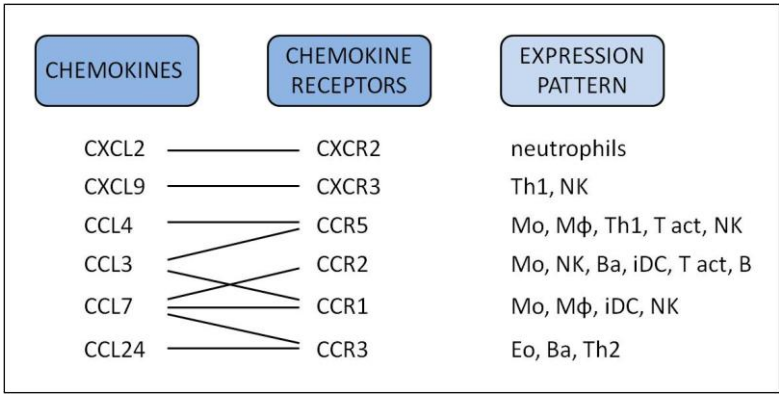 CHEMOKINES
CHEMOKINE
RECEPTORS
EXPRESSION
PATTERN
CXCL2 CXCR2 neutrophils
CXCL9 CXCR3 Th1, NK
CCL4 CCR5 Mo, Mϕ, Th1, T act, NK
CCL3 CCR2 Mo, NK, Ba, iDC, T act, B
CCL7 CCR1 Mo, Mϕ, iDC, NK
CCL24 CCR3 Eo, Ba, Th2